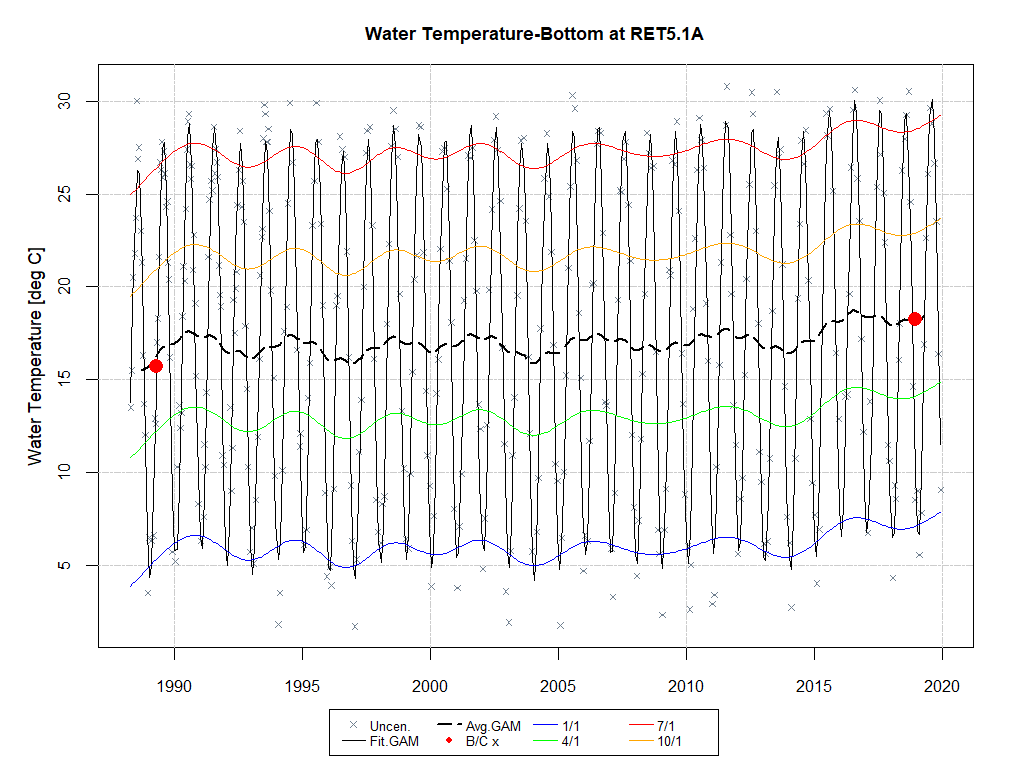 Water Temperature-Bottom at RET5.1A
Water Temperature [deg C]
30
25
20
15
10
5
1990 1995 2000 2005 2010 2015 2020
Uncen. Avg.GAM 1/1 7/1
Fit.GAM B/C x 4/1 10/1